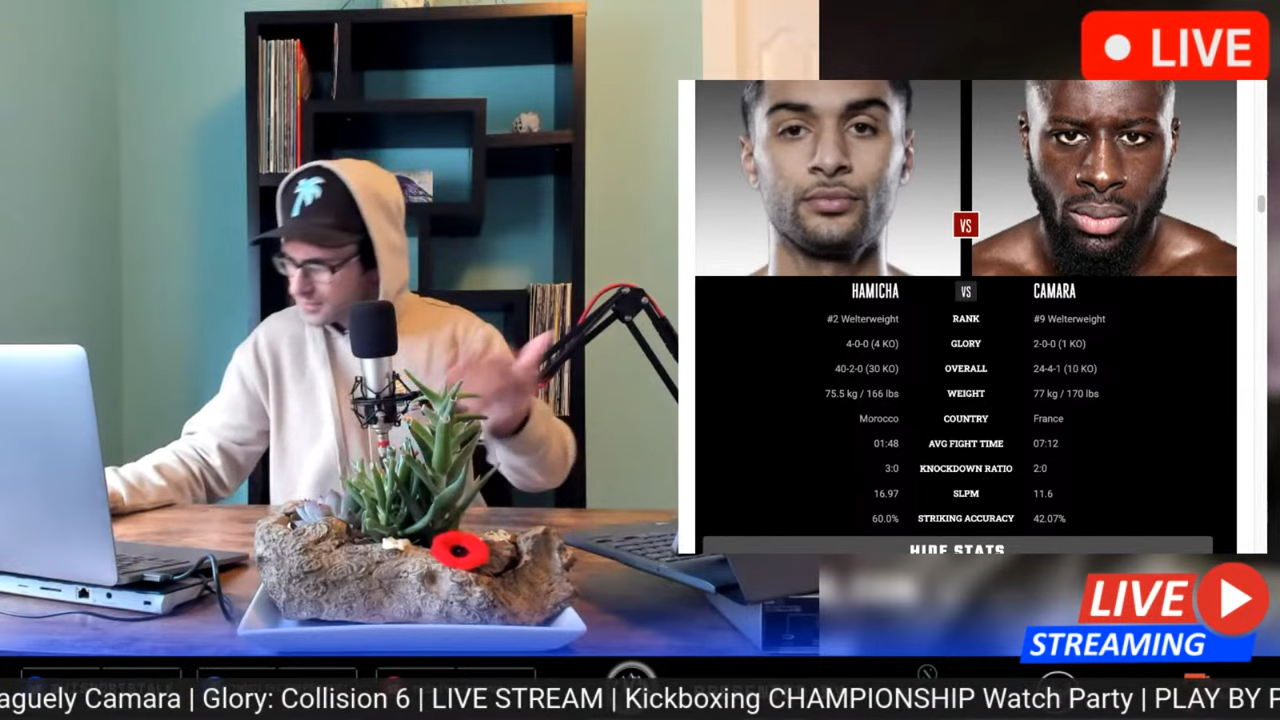 LIVE
VS
HAMICHA VS CAMARA
#2 Welterweight RANK #9 Welterweight
4-0-0 (4 KO) GLORY 2-0-0 (1 KO)
40-2-0 (30 KO) OVERALL 24-4-1 (10 KO)
75.5 kg / 166 lbs WEIGHT 77 kg / 170 lbs
Morocco COUNTRY France
01:48 AVG FIGHT TIME 07:12
3:0 KNOCKDOWN RATIO 2:0
16.97 SLPM 11.6
60.0% STRIKING ACCURACY 42.07%
HIDE STATS
LIVE
STREAMING
aguely Camara | Glory: Collision 6 | LIVE STREAM | Kickboxing CHAMPIONSHIP Watch Party | PLAY BY